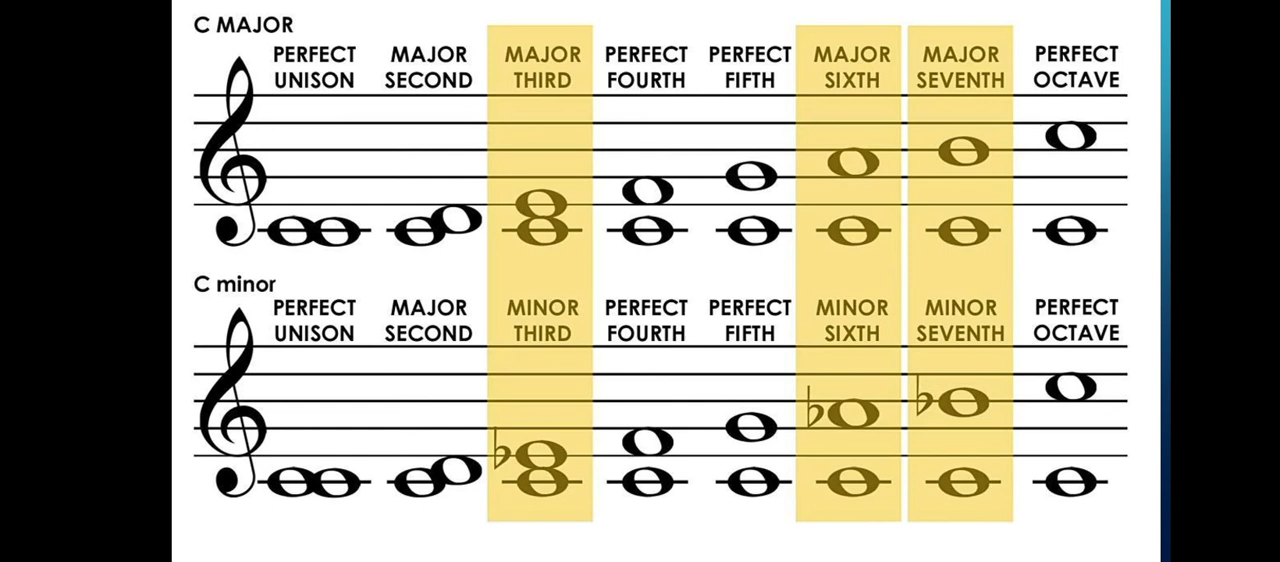 C MAJOR
PERFECT UNISON
MAJOR SECOND
MAJOR THIRD
PERFECT FOURTH
PERFECT FIFTH
MAJOR SIXTH
MAJOR SEVENTH
PERFECT OCTAVE
C minor
PERFECT UNISON
MAJOR SECOND
MINOR THIRD
PERFECT FOURTH
PERFECT FIFTH
MINOR SIXTH
MINOR SEVENTH
PERFECT OCTAVE